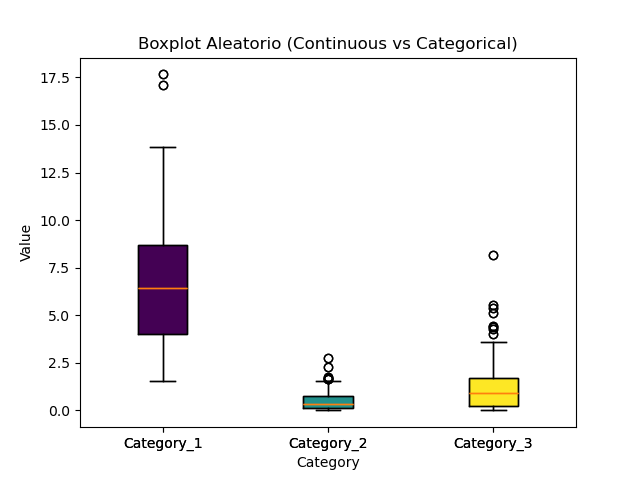 Boxplot Aleatorio (Continuous vs Categorical)
17.5
15.0
12.5
10.0
7.5
5.0
2.5
0.0
Value
Category_1
Category_2
Category_3
Category